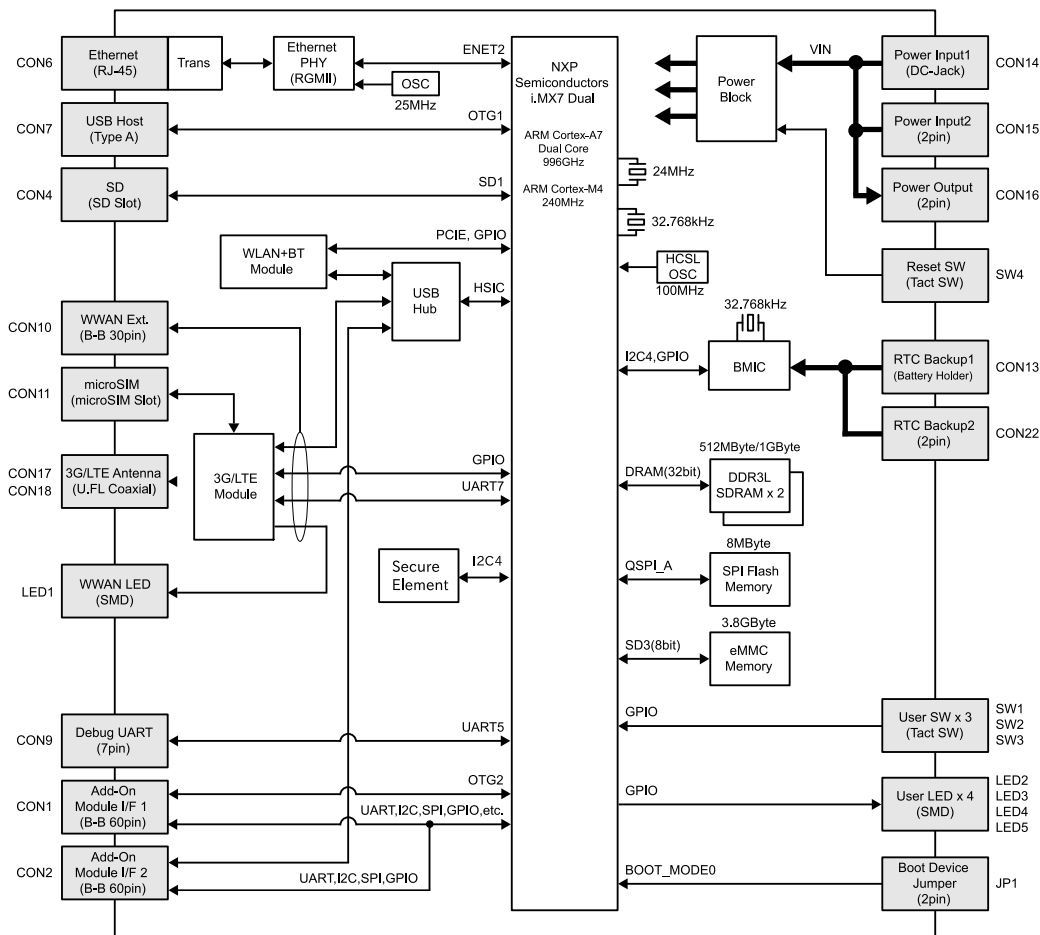 CON6
Ethernet
(RJ-45)
Trans
Ethernet
PHY
(RGMII)
OSC
25MHz
ENET2
CON7
USB Host
(Type A)
OTG1
CON4
SD
(SD Slot)
SD1
WLAN+BT
Module
PCIE, GPIO
USB
Hub
HSIC
CON10
WWAN Ext.
(B-B 30pin)
CON11
microSIM
(microSIM Slot)
CON17
CON18
3G/LTE Antenna
(U.FL Coaxial)
3G/LTE
Module
GPIO
UART7
LED1
WWAN LED
(SMD)
Secure
Element
I2C4
CON9
Debug UART
(7pin)
UART5
CON1
Add-On
Module I/F 1
(B-B 60pin)
OTG2
UART,I2C,SPI,GPIO,etc.
CON2
Add-On
Module I/F 2
(B-B 60pin)
UART,I2C,SPI,GPIO
NXP
Semiconductors
i.MX7 Dual
ARM Cortex-A7
Dual Core
996GHz
ARM Cortex-M4
240MHz
24MHz
32.768kHz
HCSL
OSC
100MHz
Power
Block
VIN
Power Input1
(DC-Jack)
CON14
Power Input2
(2pin)
CON15
Power Output
(2pin)
CON16
Reset SW
(Tact SW)
SW4
32.768kHz
I2C4,GPIO
BMIC
RTC Backup1
(Battery Holder)
CON13
RTC Backup2
(2pin)
CON22
512MByte/1GByte
DRAM(32bit)
DDR3L
SDRAM x 2
8MByte
QSPI_A
SPI Flash
Memory
3.8GByte
SD3(8bit)
eMMC
Memory
GPIO
User SW x 3
(Tact SW)
SW1
SW2
SW3
GPIO
User LED x 4
(SMD)
LED2
LED3
LED4
LED5
BOOT_MODE0
Boot Device
Jumper
(2pin)
JP1